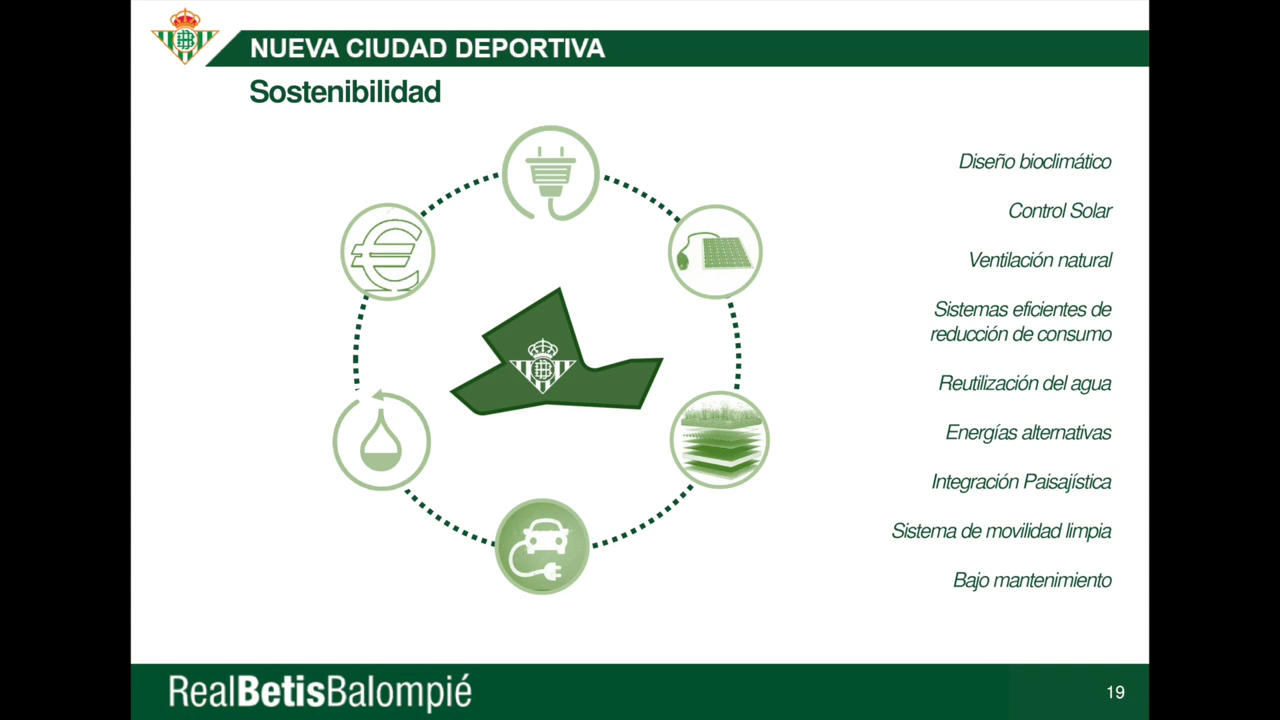 NUEVA CIUDAD DEPORTIVA
Sostenibilidad
Diseño bioclimático
Control Solar
Ventilación natural
Sistemas eficientes de
reducción de consumo
Reutilización del agua
Energías alternativas
Integración Paisajística
Sistema de movilidad limpia
Bajo mantenimiento
RealBetisBalompié
19